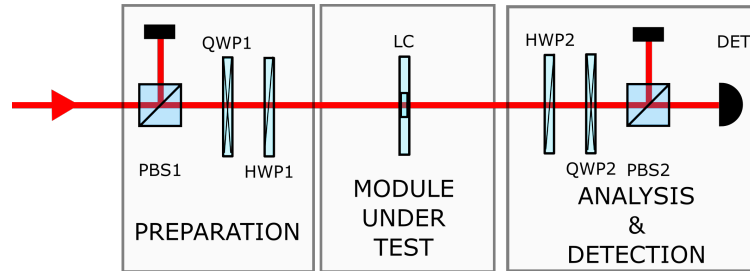 QWP1
LC
HWP2
DET
PBS1
HWP1
QWP2
PBS2
PREPARATION
MODULE
UNDER
TEST
ANALYSIS
&
DETECTION